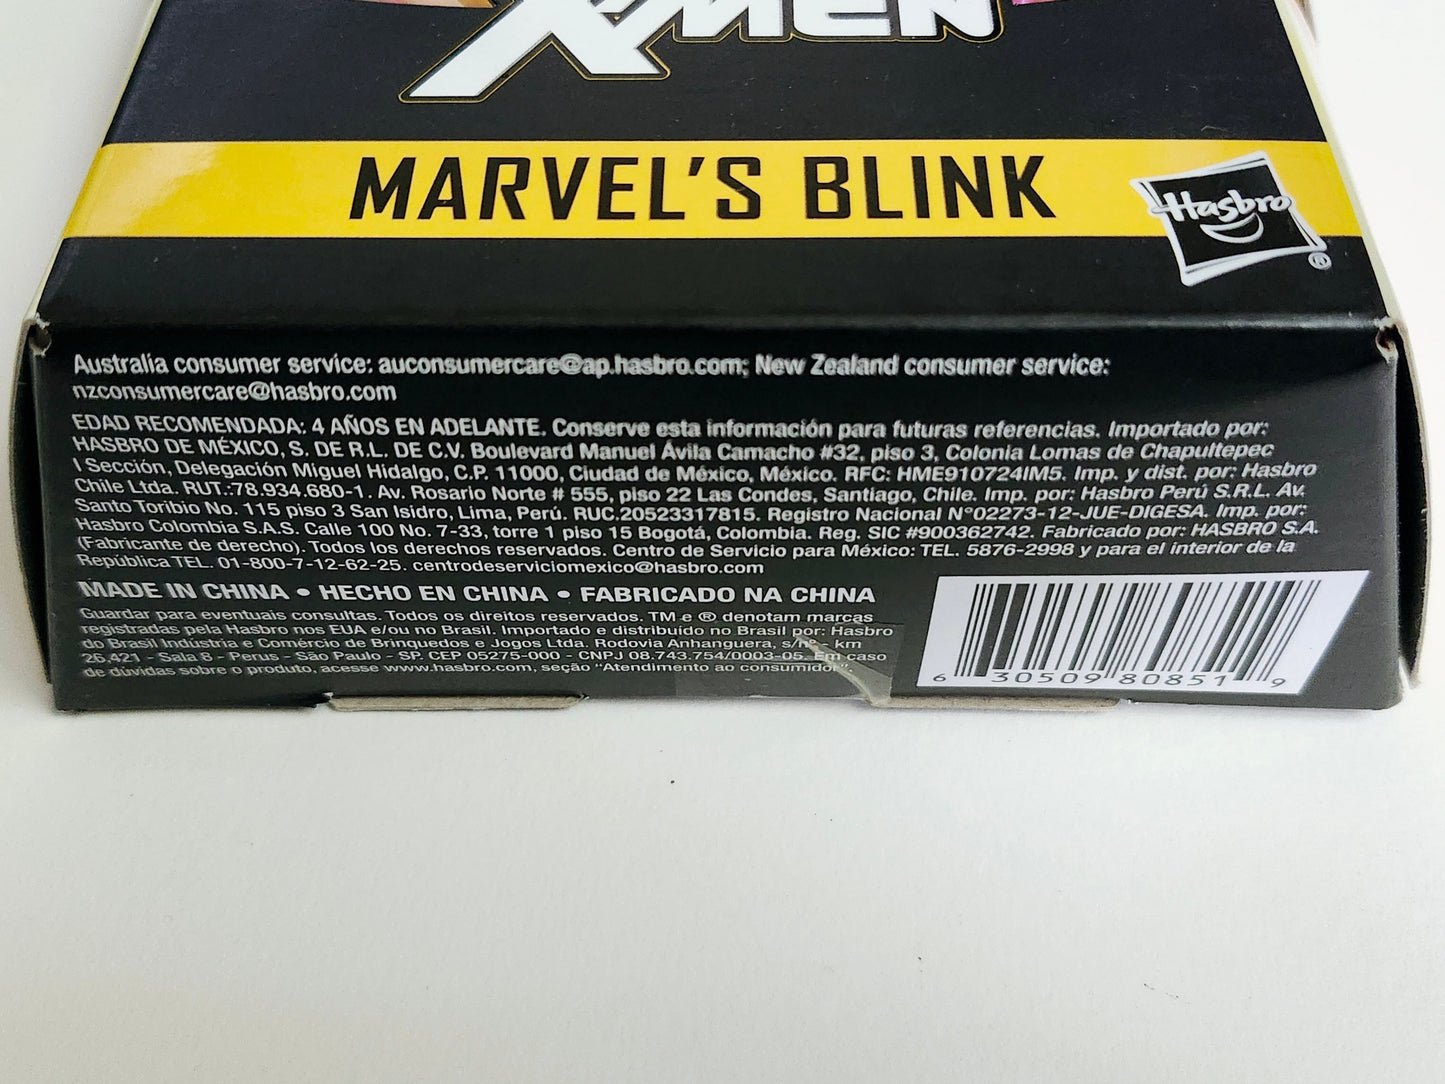 X-MEN
MARVEL'S BLINK
Hasbro
®
Australia consumer service: auconsumercare@ap.hasbro.com; New Zealand consumer service:
nzconsumercare@hasbro.com
EDAD RECOMENDADA: 4 AÑOS EN ADELANTE. Conserve esta información para futuras referencias. Importado por:
HASBRO DE MÉXICO, S. DE R.L. DE C.V. Boulevard Manuel Ávila Camacho #32, piso 3, Colonia Lomas de Chapultepec
I Sección, Delegación Miguel Hidalgo, C.P. 11000, Ciudad de México, México. RFC: HME910724IM5. Imp. y dist. por: Hasbro
Chile Ltda. RUT.:78.934.680-1. Av. Rosario Norte # 555, piso 22 Las Condes, Santiago, Chile. Imp. por: Hasbro Perú S.R.L. Av.
Santo Toribio No. 115 piso 3 San Isidro, Lima, Perú. RUC.20523317815. Registro Nacional N°02273-12-JUE-DIGESA. Imp. por:
Hasbro Colombia S.A.S. Calle 100 No. 7-33, torre 1 piso 15 Bogotá, Colombia. Reg. SIC #900362742. Fabricado por: HASBRO S.A.
(Fabricante de derecho). Todos los derechos reservados. Centro de Servicio para México: TEL. 5876-2998 y para el interior de la
República TEL. 01-800-7-12-62-25. centrodeserviciomexico@hasbro.com
MADE IN CHINA • HECHO EN CHINA • FABRICADO NA CHINA
Guardar para eventuais consultas. Todos os direitos reservados. TM e ® denotam marcas
registradas pela Hasbro nos EUA e/ou no Brasil. Importado e distribuído no Brasil por: Hasbro
do Brasil Indústria e Comércio de Brinquedos e Jogos Ltda. Rodovia Anhanguera, s/nº - km
26,421 - Sala 8 - Perus - São Paulo - SP. CEP 05275-000 - CNPJ 08.743.754/0003-05. Em caso
de dúvidas sobre o produto, acesse www.hasbro.com, seção "Atendimento ao consumidor".
6 30509 80851 9